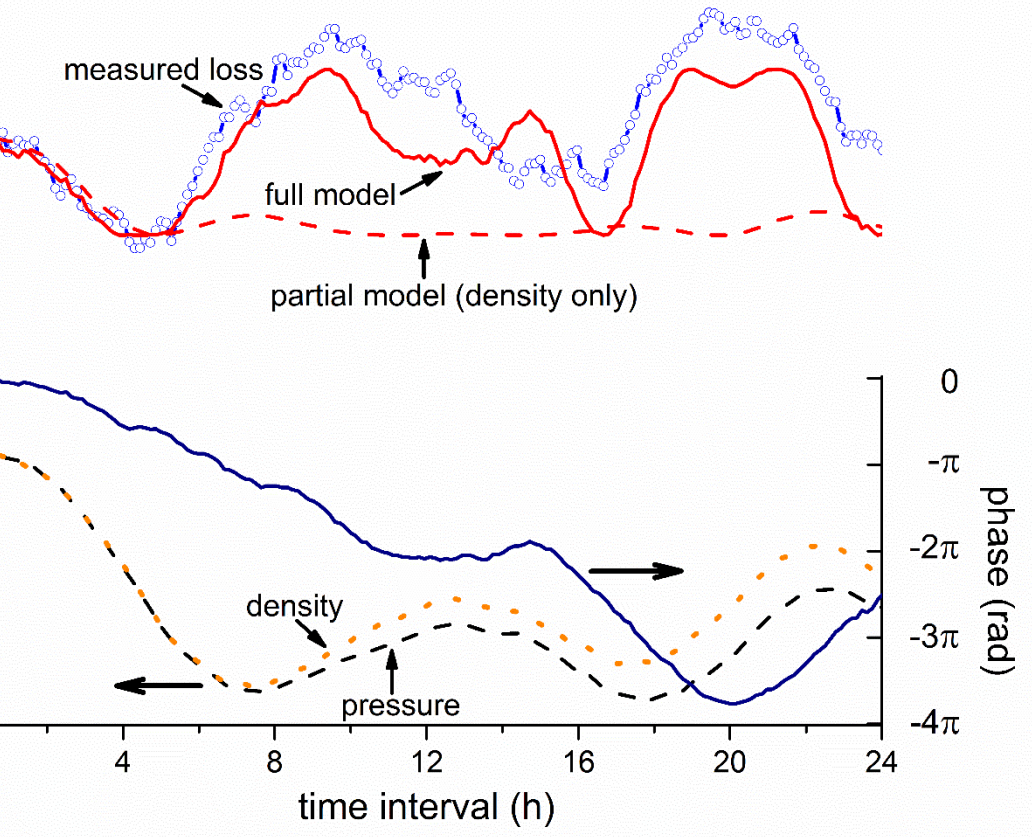 measured loss
full model
partial model (density only)
0
-π
-2π
-3π
-4π
phase (rad)
density
pressure
4 8 12 16 20 24
time interval (h)